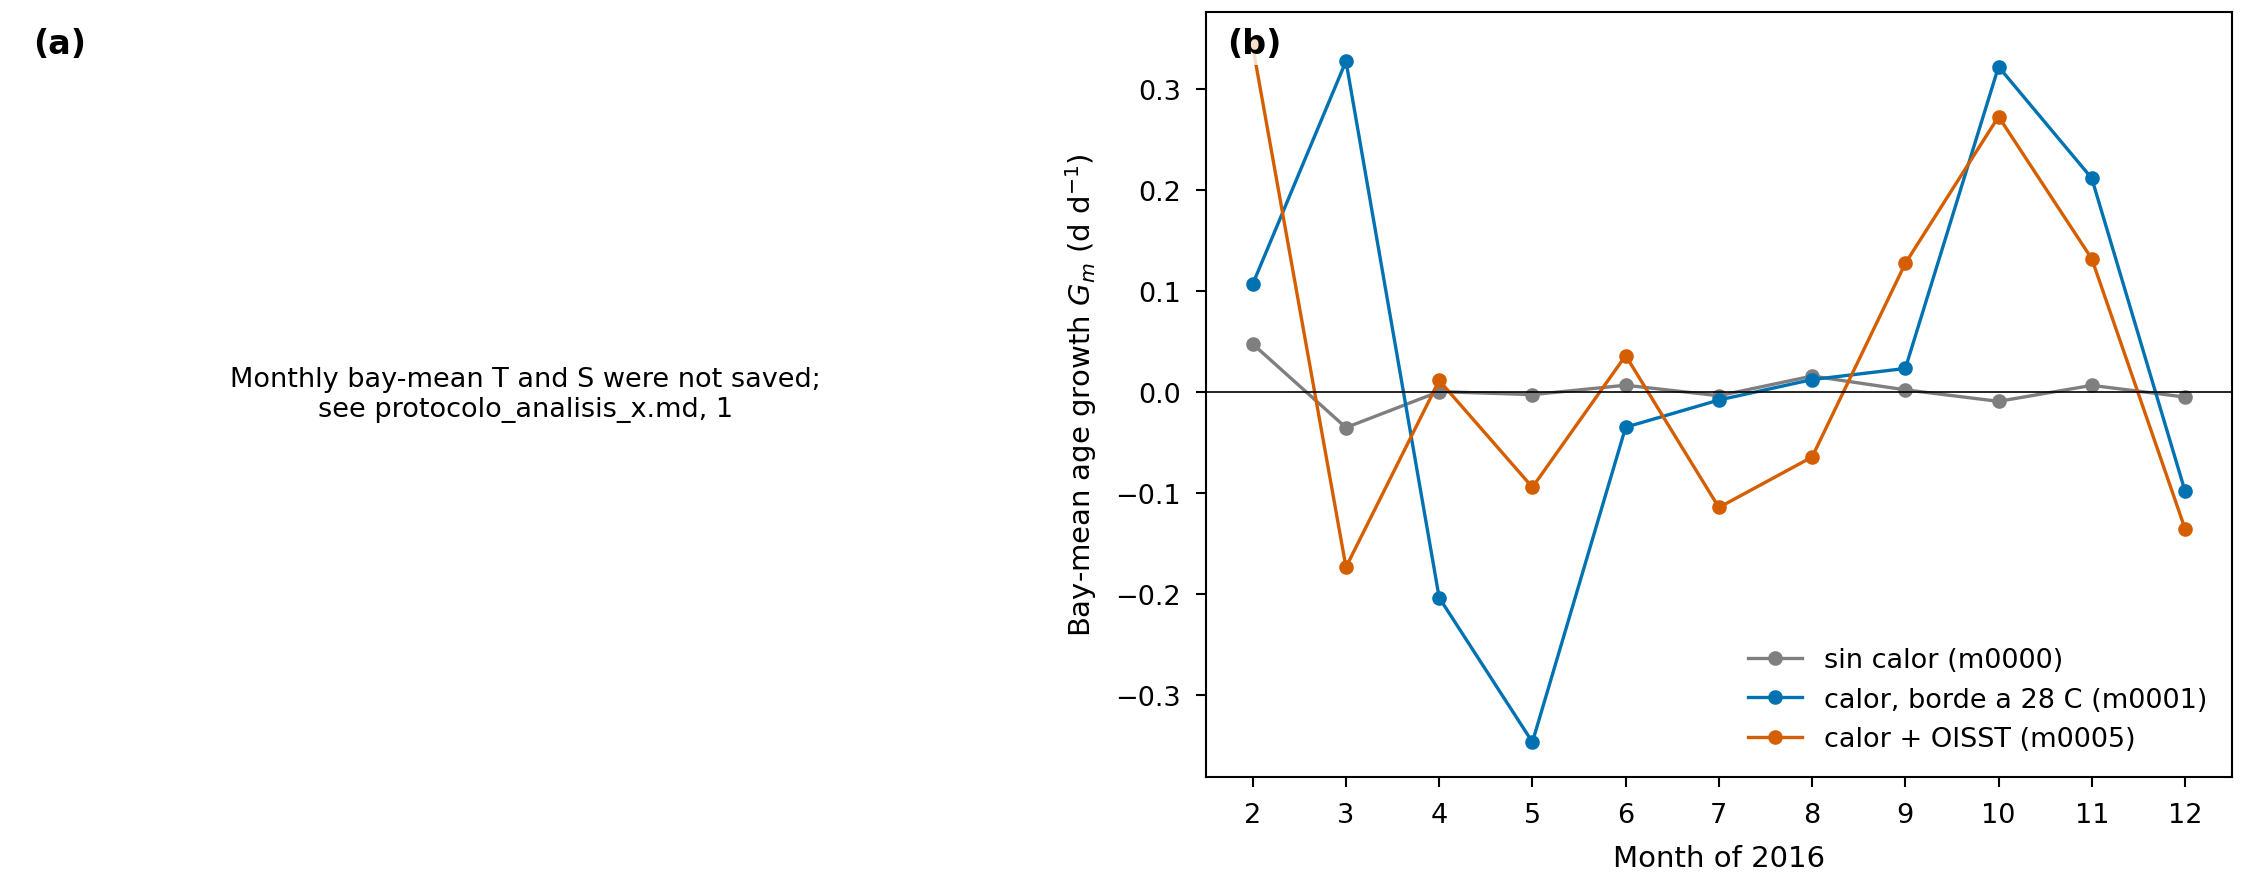 (a)
Monthly bay-mean T and S were not saved;
see protocolo_analisis_x.md, 1
(b)
Bay-mean age growth G_m (d d⁻¹)
0.3
0.2
0.1
0.0
−0.1
−0.2
−0.3
sin calor (m0000)
calor, borde a 28 C (m0001)
calor + OISST (m0005)
2 3 4 5 6 7 8 9 10 11 12
Month of 2016